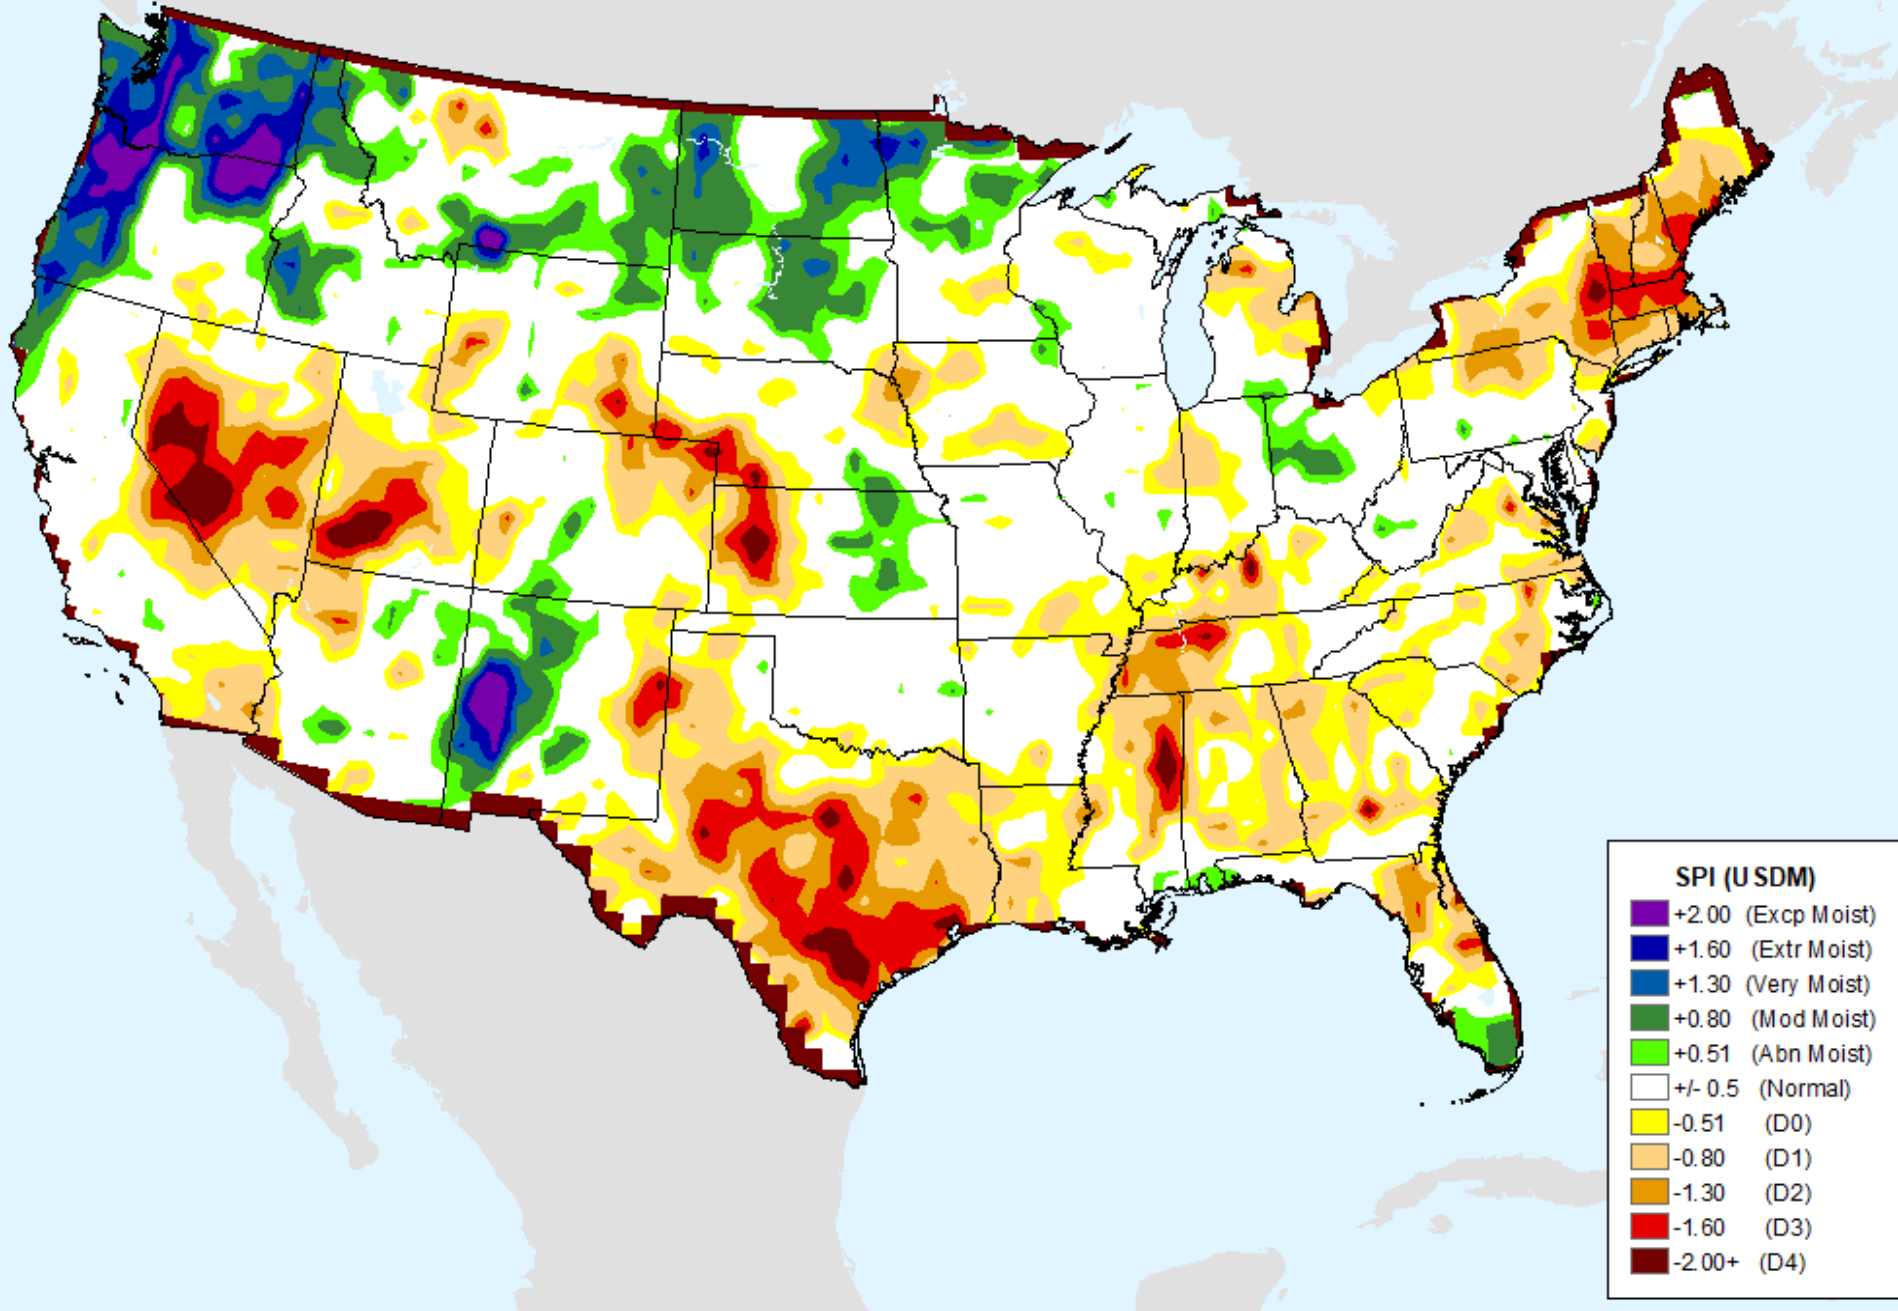 SPI (USDM)
+2.00 (Excp Moist)
+1.60 (Extr Moist)
+1.30 (Very Moist)
+0.80 (Mod Moist)
+0.51 (Abn Moist)
+/- 0.5 (Normal)
-0.51 (D0)
-0.80 (D1)
-1.30 (D2)
-1.60 (D3)
-2.00+ (D4)